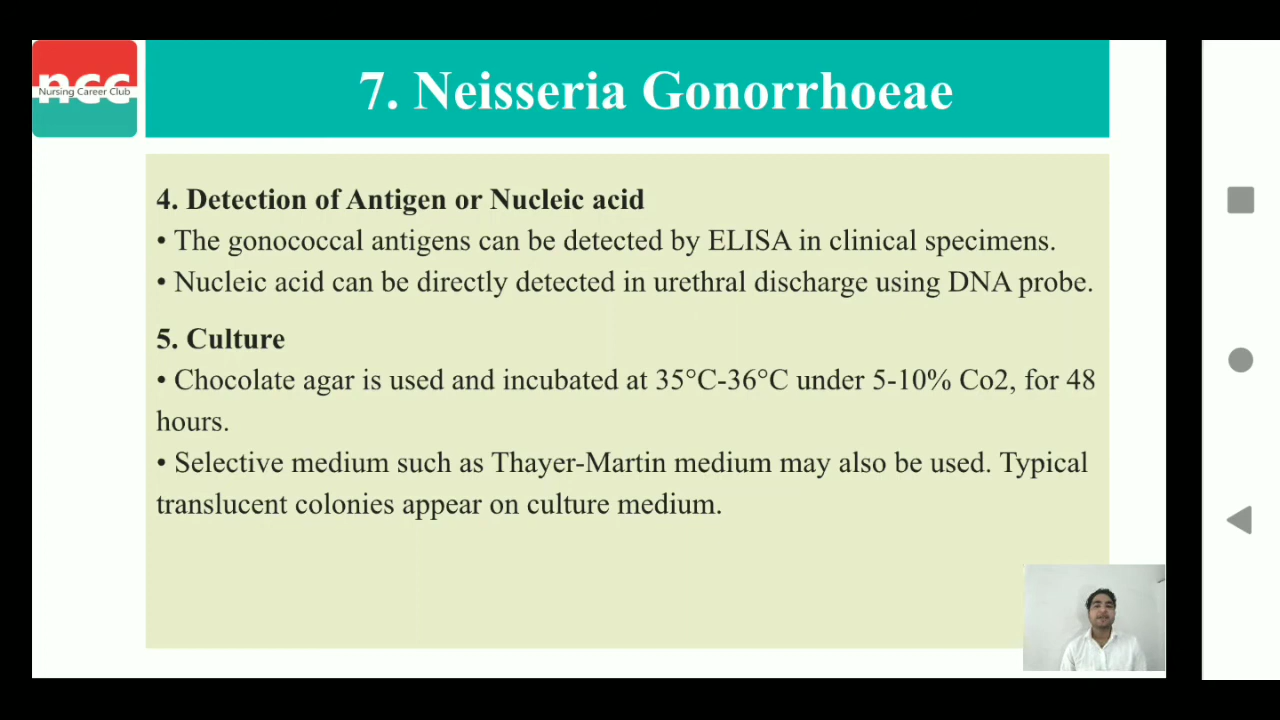 ncc
Nursing Career Club
7. Neisseria Gonorrhoeae
4. Detection of Antigen or Nucleic acid
• The gonococcal antigens can be detected by ELISA in clinical specimens.
• Nucleic acid can be directly detected in urethral discharge using DNA probe.
5. Culture
• Chocolate agar is used and incubated at 35°C-36°C under 5-10% Co2, for 48
hours.
• Selective medium such as Thayer-Martin medium may also be used. Typical
translucent colonies appear on culture medium.